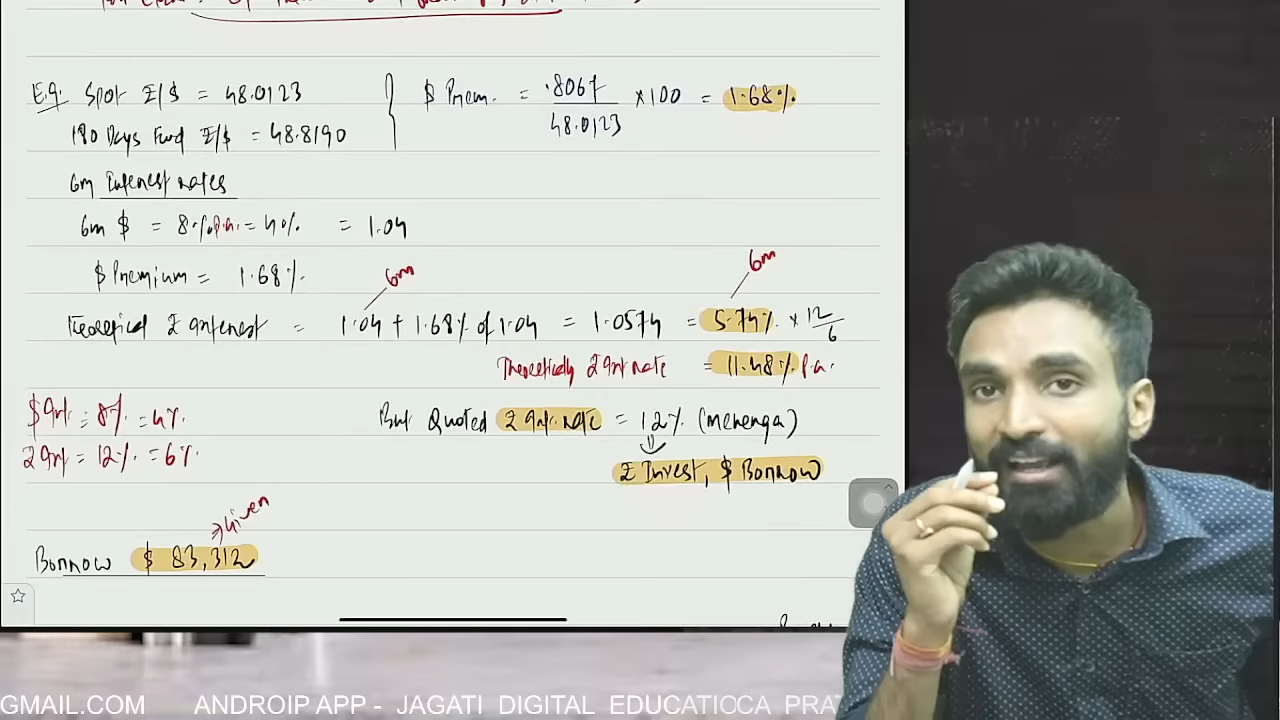 E.g. Spot ₹/$ = 48.0123
180 Days Fwd ₹/$ = 48.8190
$ Prem. = .8067 / 48.0123 ×100 = 1.68%
6m Interest rates
6m $ = 8% p.a. = 4% = 1.04
$ Premium = 1.68%
6m
6m
Theoretical ₹ Interest = 1.04 + 1.68% of 1.04 = 1.0574 = 5.74% × 12/6
Theoretically ₹ Int rate = 11.48% P.a.
$ Int. = 8% = 4%
But Quoted ₹ Int. rate = 12% (Mehenga)
₹ Int = 12% = 6%
₹ Invest, $ Borrow
⇒ Given
Borrow $ 83,312
GMAIL.COM ANDROIP APP - JAGATI DIGITAL EDUCATIOCCA PRA